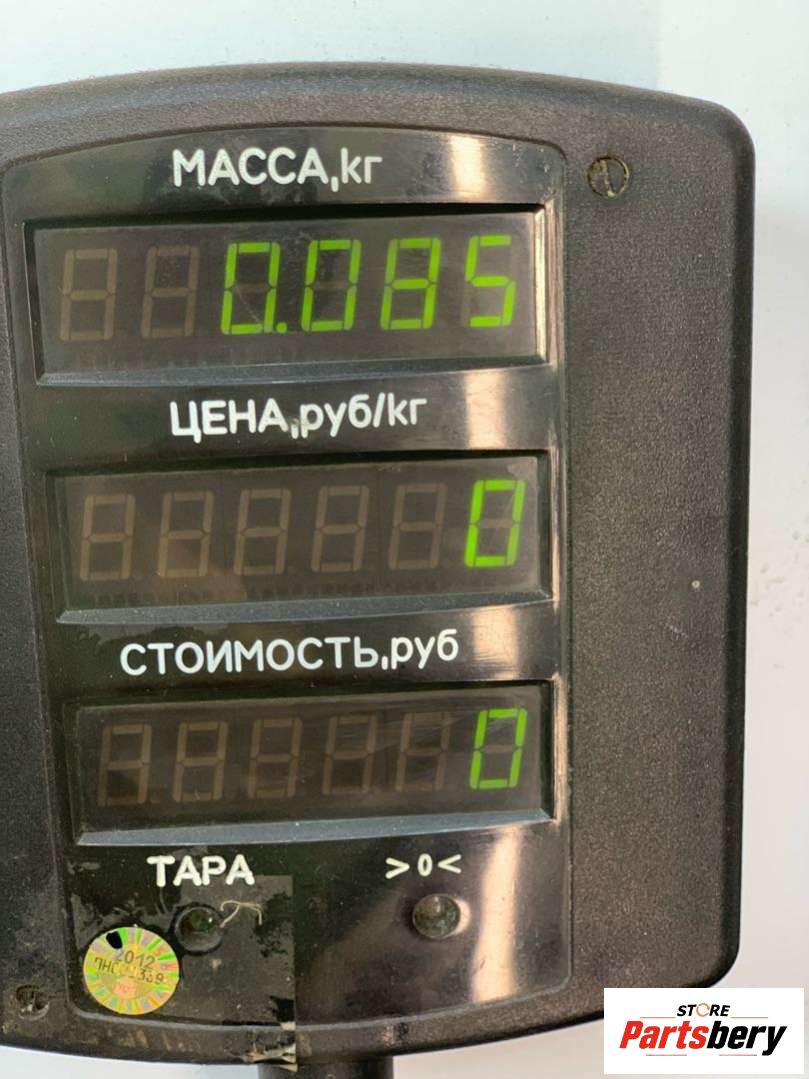 МАССА,кг
0.085
ЦЕНА,руб/кг
0
СТОИМОСТЬ,руб
0
ТАРА >0<
2012
STORE
Partsbery